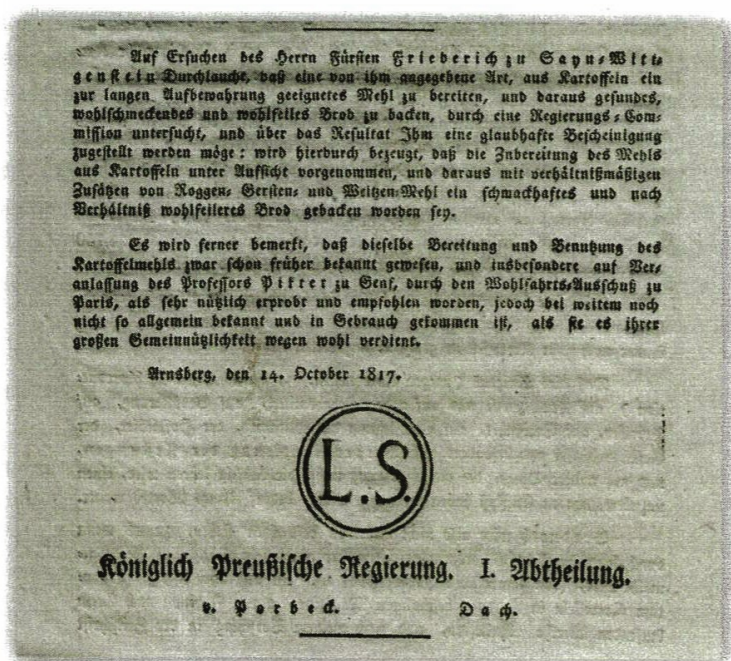 Auf Ersuchen des Herrn Fürsten Friederich zu Sayn-Witt-
genstein Durchlaucht, daß eine von ihm angegebene Art, aus Kartoffeln ein
zur langen Aufbewahrung geeignetes Mehl zu bereiten, und daraus gesundes,
wohlschmeckendes und wohlfeiles Brod zu backen, durch eine Regierungs-Com-
mission untersucht, und über das Resultat Ihm eine glaubhafte Bescheinigung
zugestellt werden möge: wird hierdurch bezeugt, daß die Zubereitung des Mehls
aus Kartoffeln unter Aufsicht vorgenommen, und daraus mit verhältnißmäßigen
Zusätzen von Roggen- Gersten- und Weitzen-Mehl ein schmackhaftes und nach
Verhältniß wohlfeileres Brod gebacken worden sey.
Es wird ferner bemerkt, daß dieselbe Bereitung und Benutzung des
Kartoffelmehls zwar schon früher bekannt gewesen, und insbesondere auf Ver-
anlassung des Professors Pikter zu Genf, durch den Wohlfahrts-Ausschuß zu
Paris, als sehr nützlich erprobt und empfohlen worden, jedoch bei weitem noch
nicht so allgemein bekannt und in Gebrauch gekommen ist, als sie es ihrer
großen Gemeinnützlichkeit wegen wohl verdient.
Arnsberg, den 14. October 1817.
L.S.
Königlich Preußische Regierung. I. Abtheilung.
v. Porbeck. Dach.